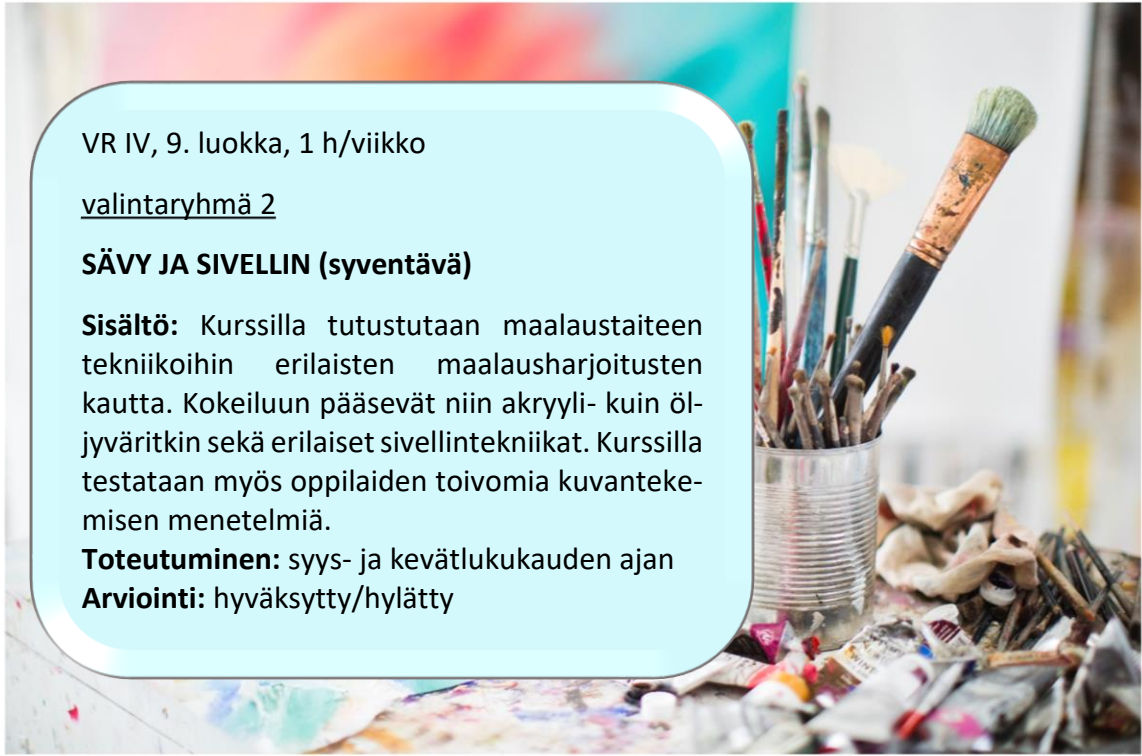 VR IV, 9. luokka, 1 h/viikko
valintaryhmä 2
SÄVY JA SIVELLIN (syventävä)
Sisältö: Kurssilla tutustutaan maalaustaiteen
tekniikoihin erilaisten maalausharjoitusten
kautta. Kokeiluun pääsevät niin akryyli- kuin öl-
jyväritkin sekä erilaiset sivellintekniikat. Kurssilla
testataan myös oppilaiden toivomia kuvanteke-
misen menetelmiä.
Toteutuminen: syys- ja kevätlukukauden ajan
Arviointi: hyväksytty/hylätty